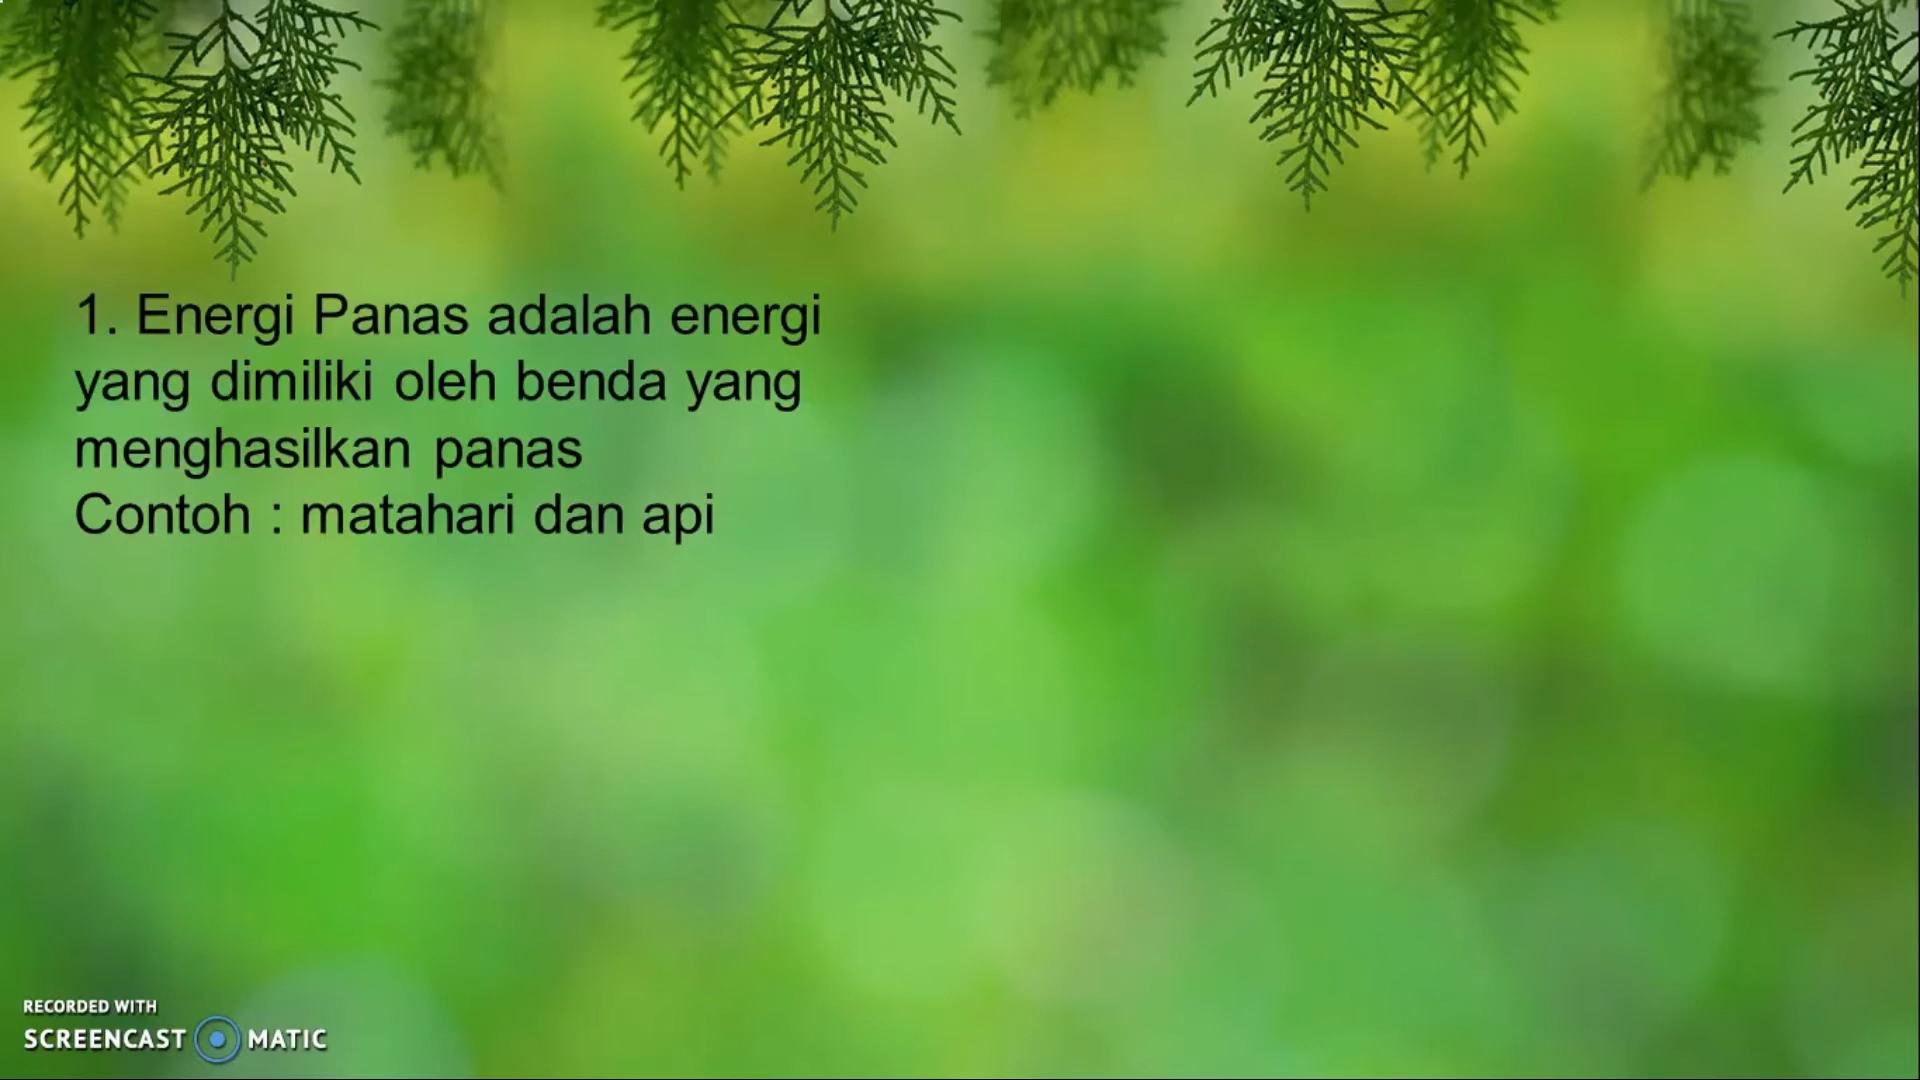 1. Energi Panas adalah energi
yang dimiliki oleh benda yang
menghasilkan panas
Contoh : matahari dan api
RECORDED WITH
SCREENCAST MATIC